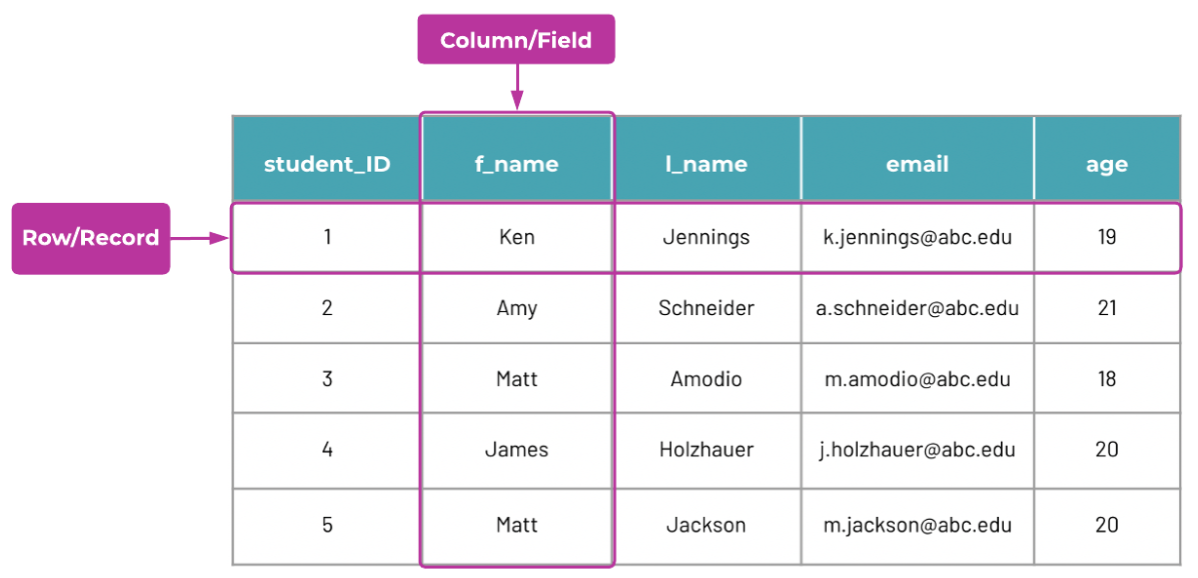 Column/Field
student_ID f_name l_name email age
Row/Record
1 Ken Jennings k.jennings@abc.edu 19
2 Amy Schneider a.schneider@abc.edu 21
3 Matt Amodio m.amodio@abc.edu 18
4 James Holzhauer j.holzhauer@abc.edu 20
5 Matt Jackson m.jackson@abc.edu 20